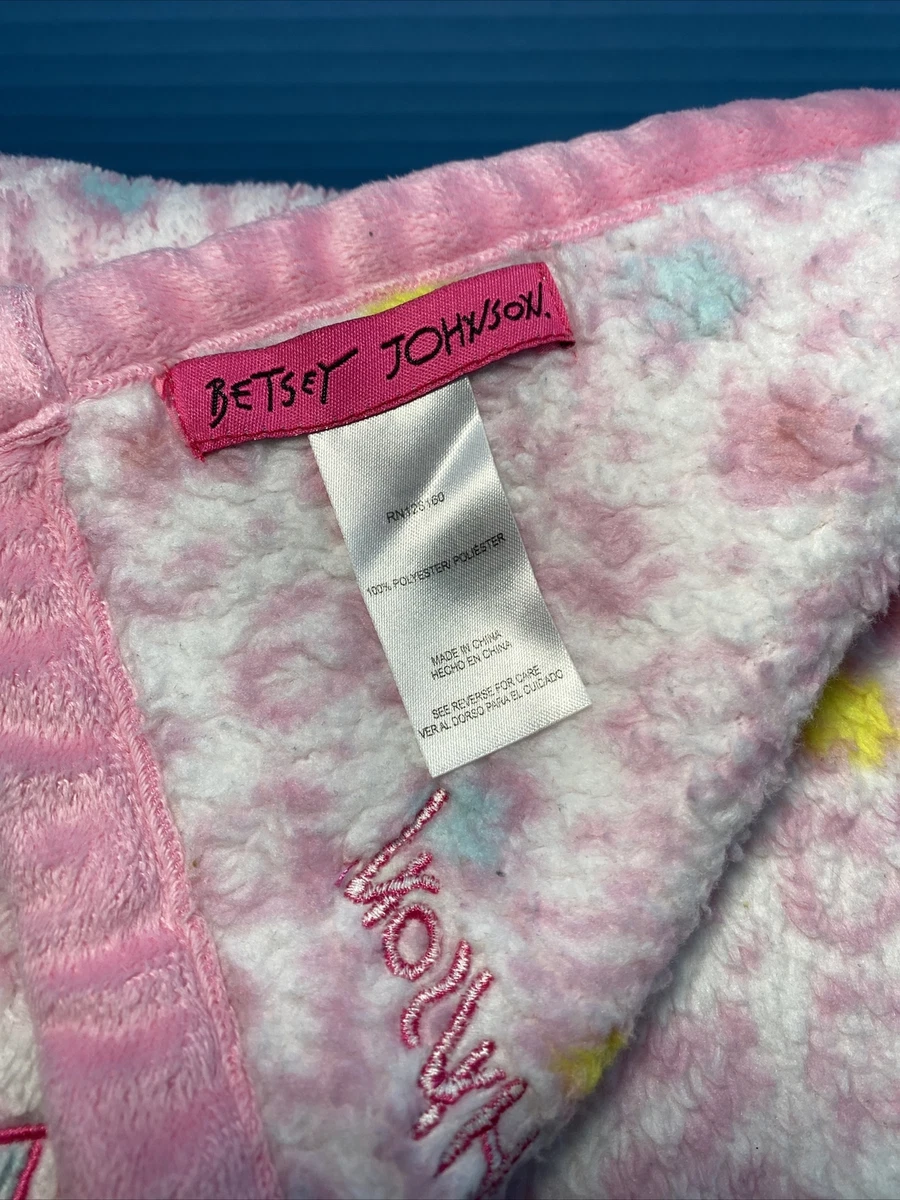 BETSEY JOHNSON.
RN126160
100% POLYESTER/ POLIÉSTER
MADE IN CHINA
HECHO EN CHINA
SEE REVERSE FOR CARE
VER AL DORSO PARA EL CUIDADO